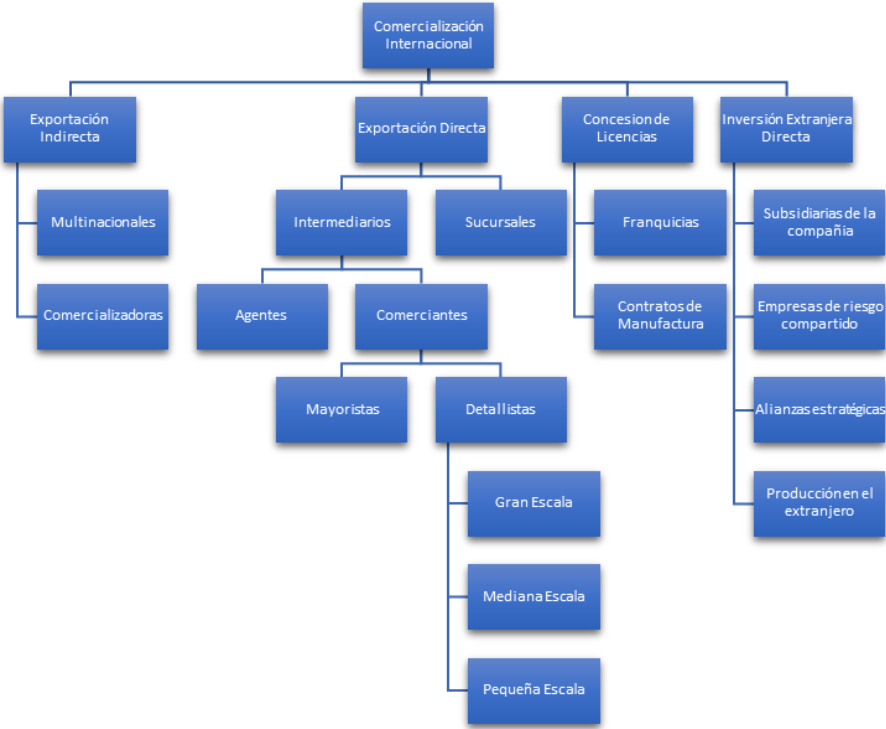 Comercialización
Internacional
Exportación
Indirecta
Exportación Directa
Concesion de
Licencias
Inversión Extranjera
Directa
Multinacionales
Intermediarios
Sucursales
Franquicias
Subsidiarias de la
compañia
Comercializadoras
Agentes
Comerciantes
Contratos de
Manufactura
Empresas de riesgo
compartido
Mayoristas
Detallistas
Alianzas estratégicas
Gran Escala
Producción en el
extranjero
Mediana Escala
Pequeña Escala